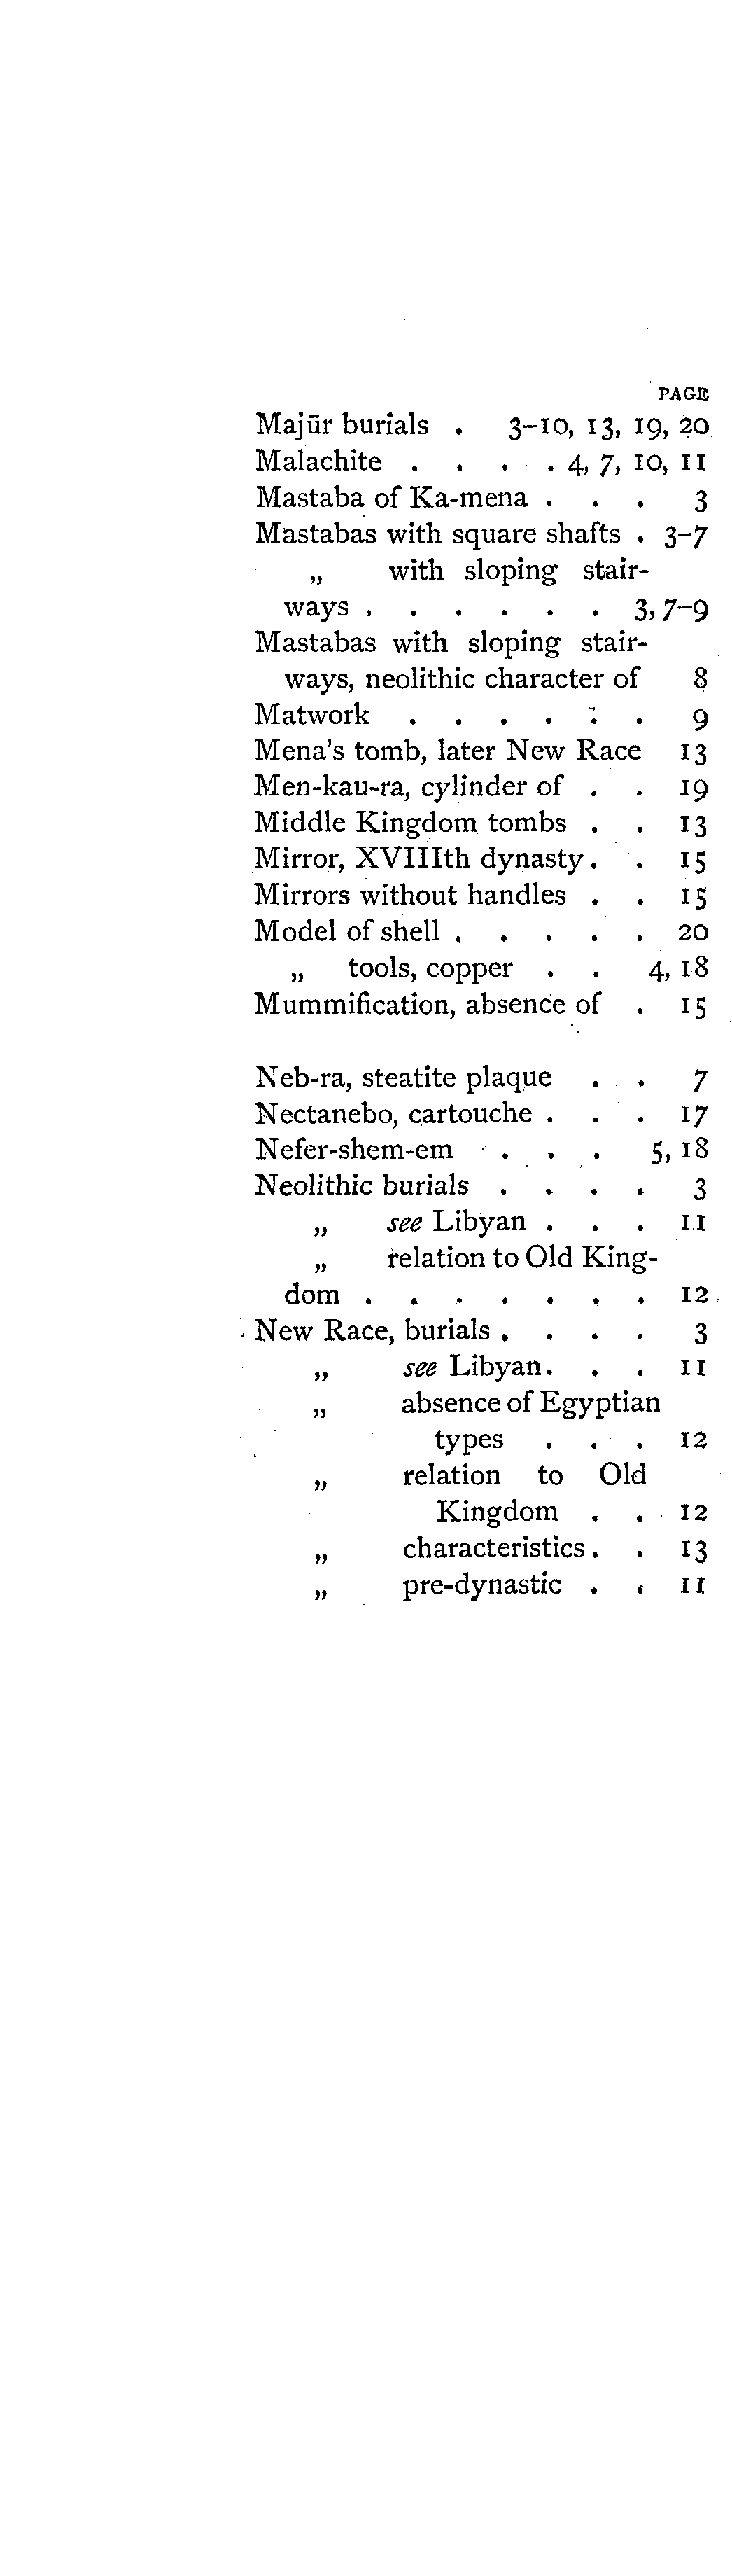 PAGE
Majūr burials . 3–10, 13, 19, 20
Malachite . . . . 4, 7, 10, 11
Mastaba of Ka-mena . . . 3
Mastabas with square shafts . 3–7
„ with sloping stair-
ways . . . . . . 3, 7–9
Mastabas with sloping stair-
ways, neolithic character of 8
Matwork . . . . . . 9
Mena's tomb, later New Race 13
Men-kau-ra, cylinder of . . 19
Middle Kingdom tombs . . 13
Mirror, XVIIIth dynasty . . 15
Mirrors without handles . . 15
Model of shell . . . . . 20
„ tools, copper . . 4, 18
Mummification, absence of . 15
Neb-ra, steatite plaque . . 7
Nectanebo, cartouche . . . 17
Nefer-shem-em . . . 5, 18
Neolithic burials . . . . 3
„ see Libyan . . . 11
„ relation to Old King-
dom . . . . . . . 12
New Race, burials . . . . 3
„ see Libyan . . . 11
„ absence of Egyptian
types . . . 12
„ relation to Old
Kingdom . . 12
„ characteristics . . 13
„ pre-dynastic . . 11